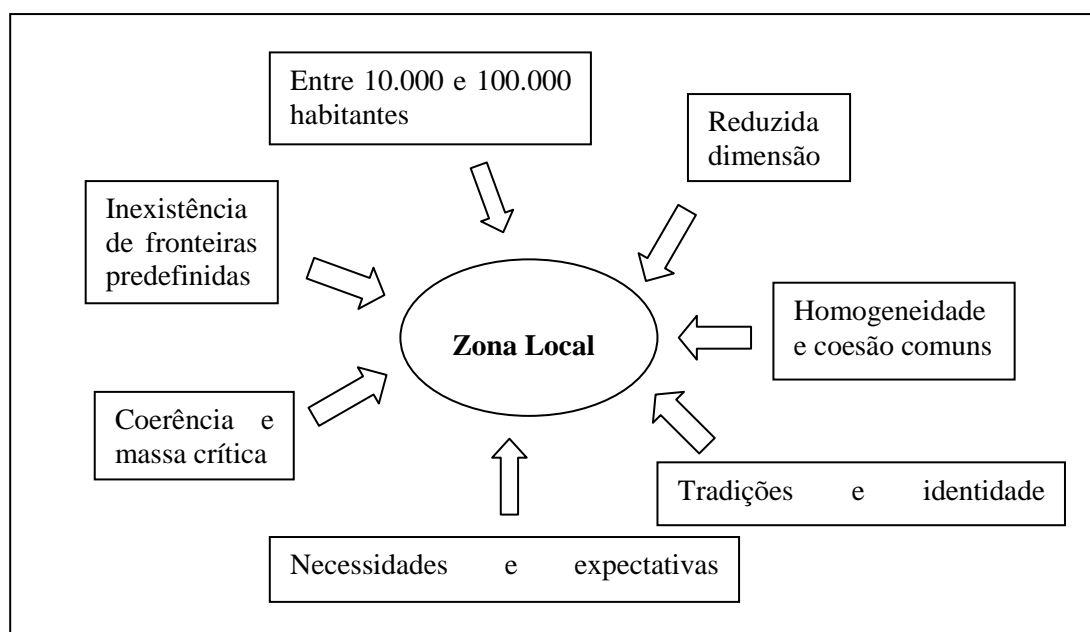 Entre 10.000 e 100.000
habitantes
Reduzida
dimensão
Inexistência
de fronteiras
predefinidas
Homogeneidade
e coesão comuns
Zona Local
Coerência e
massa crítica
Tradições e identidade
Necessidades e expectativas